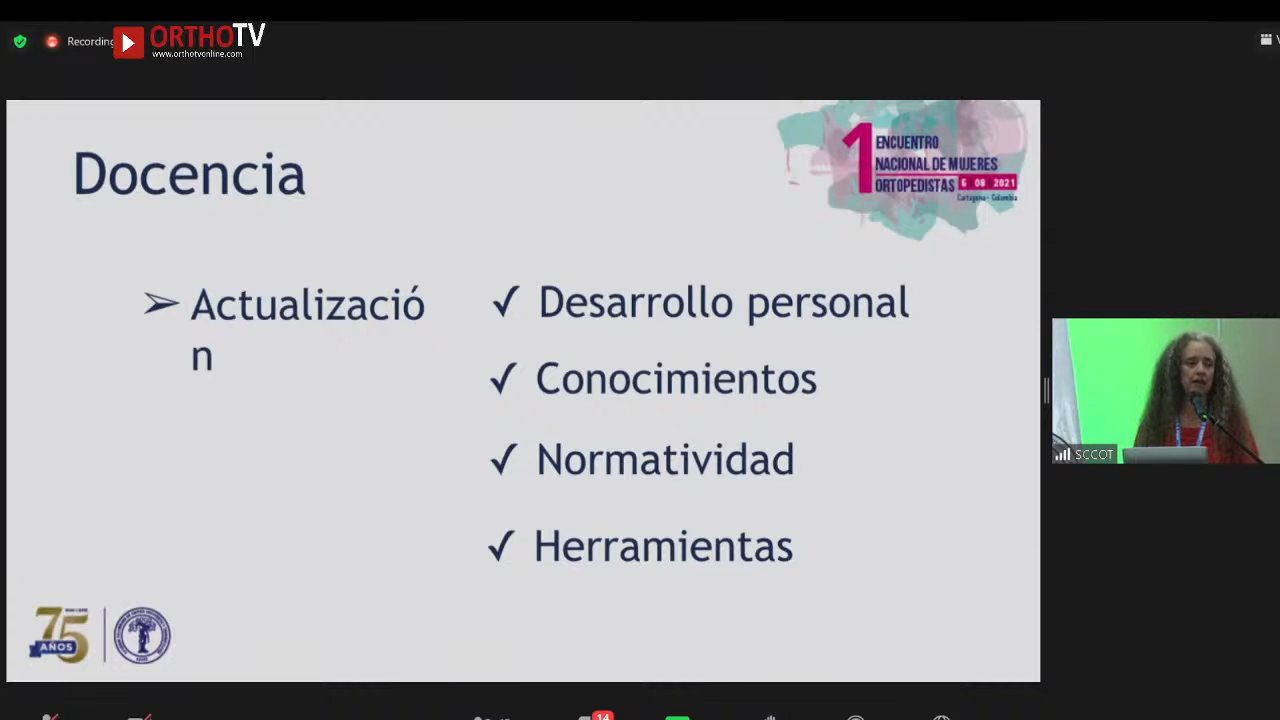 Recording
ORTHOTV
www.orthotvonline.com
Docencia
1 ENCUENTRO
NACIONAL DE MUJERES
ORTOPEDISTAS 6 08 2021
Cartagena - Colombia
➢ Actualizació
n
✓ Desarrollo personal
✓ Conocimientos
✓ Normatividad
✓ Herramientas
75
AÑOS
SCCOT
14